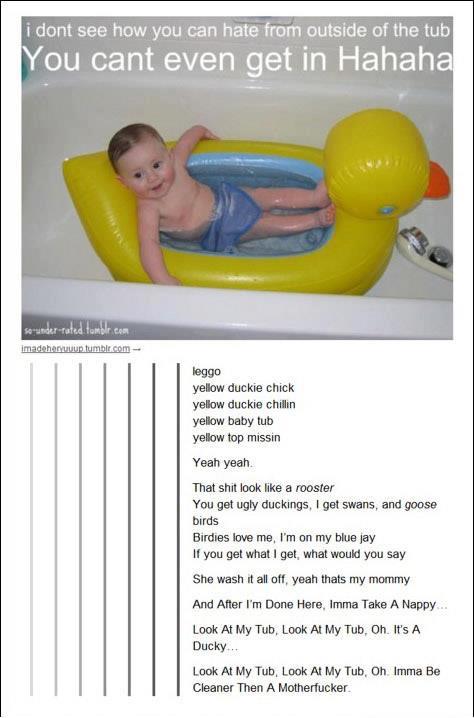 i dont see how you can hate from outside of the tub
You cant even get in Hahaha
so-under-rated.tumblr.com
imadeheryuuup.tumblr.com →
leggo
yellow duckie chick
yellow duckie chillin
yellow baby tub
yellow top missin
Yeah yeah.
That shit look like a rooster
You get ugly duckings, I get swans, and goose
birds
Birdies love me, I'm on my blue jay
If you get what I get, what would you say
She wash it all off, yeah thats my mommy
And After I'm Done Here, Imma Take A Nappy…
Look At My Tub, Look At My Tub, Oh. It's A
Ducky…
Look At My Tub, Look At My Tub, Oh. Imma Be
Cleaner Then A Motherfucker.